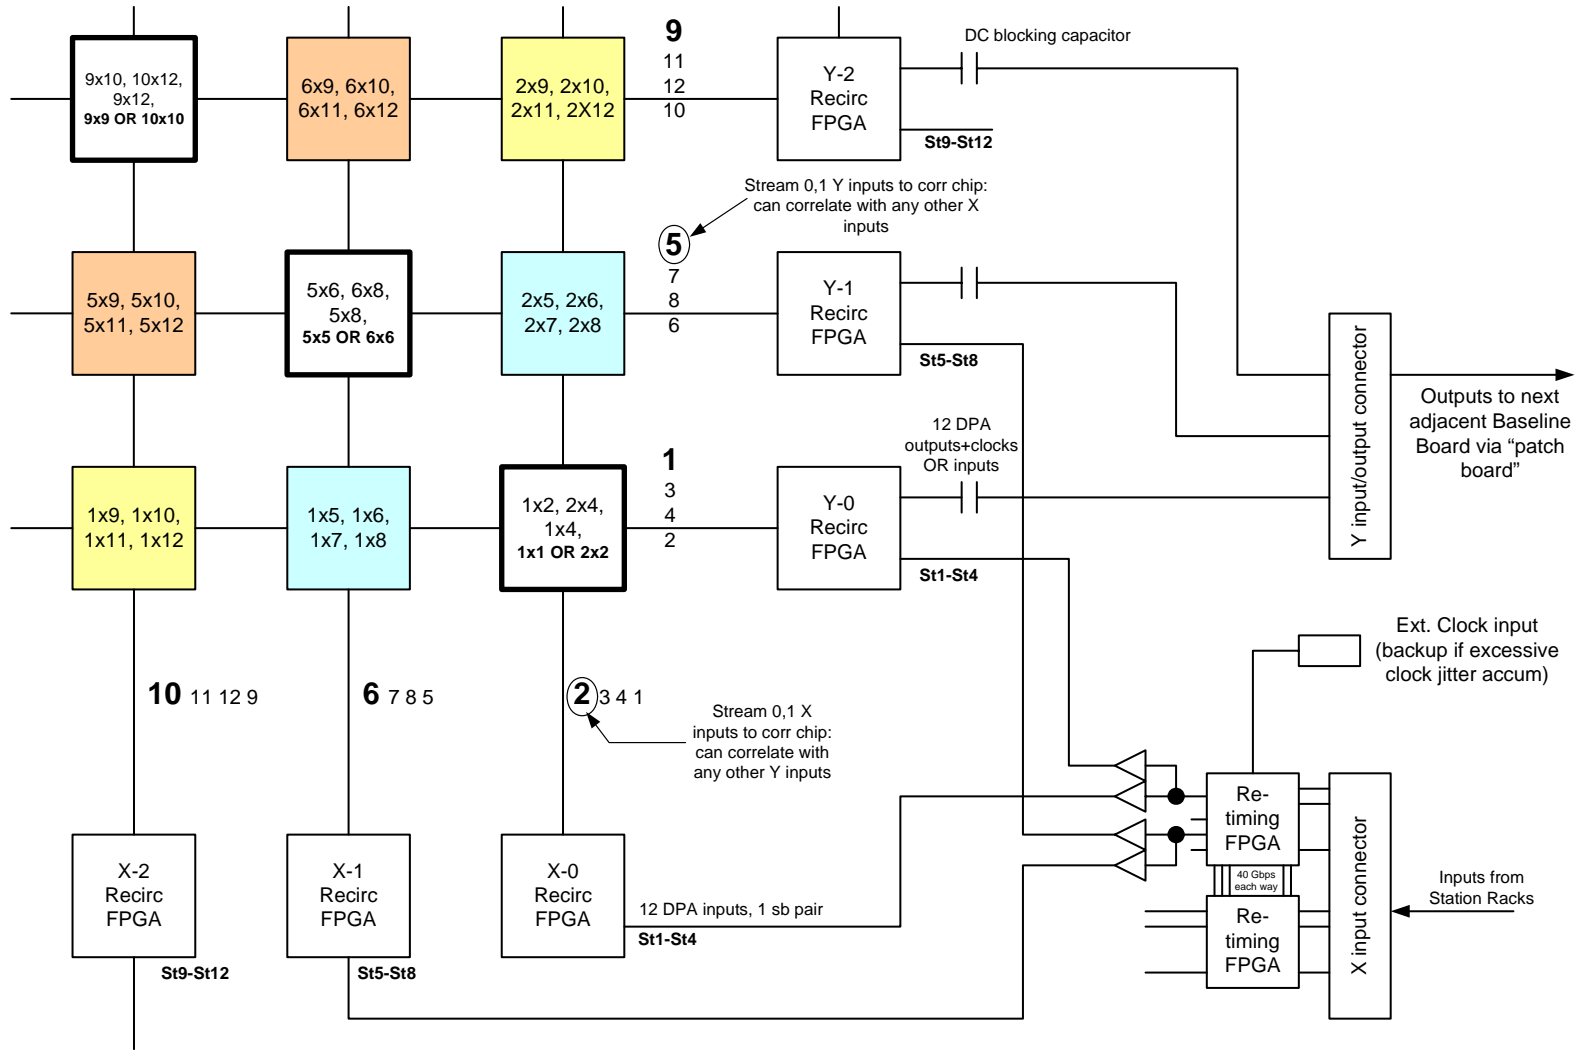 9
DC blocking capacitor
11
12
10
9x10, 10x12,
9x12,
9x9 OR 10x10
6x9, 6x10,
6x11, 6x12
2x9, 2x10,
2x11, 2X12
Y-2
Recirc
FPGA
St9-St12
Stream 0,1 Y inputs to corr chip:
can correlate with any other X
inputs
5
7
8
6
5x9, 5x10,
5x11, 5x12
5x6, 6x8,
5x8,
5x5 OR 6x6
2x5, 2x6,
2x7, 2x8
Y-1
Recirc
FPGA
St5-St8
Y input/output connector
Outputs to next
adjacent Baseline
Board via “patch
board”
12 DPA
outputs+clocks
OR inputs
1
3
4
2
1x9, 1x10,
1x11, 1x12
1x5, 1x6,
1x7, 1x8
1x2, 2x4,
1x4,
1x1 OR 2x2
Y-0
Recirc
FPGA
St1-St4
Ext. Clock input
(backup if excessive
clock jitter accum)
10 11 12 9
6 7 8 5
2 3 4 1
Stream 0,1 X
inputs to corr chip:
can correlate with
any other Y inputs
Re-
timing
FPGA
40 Gbps
each way
Re-
timing
FPGA
X input connector
Inputs from
Station Racks
X-2
Recirc
FPGA
St9-St12
X-1
Recirc
FPGA
St5-St8
X-0
Recirc
FPGA
12 DPA inputs, 1 sb pair
St1-St4